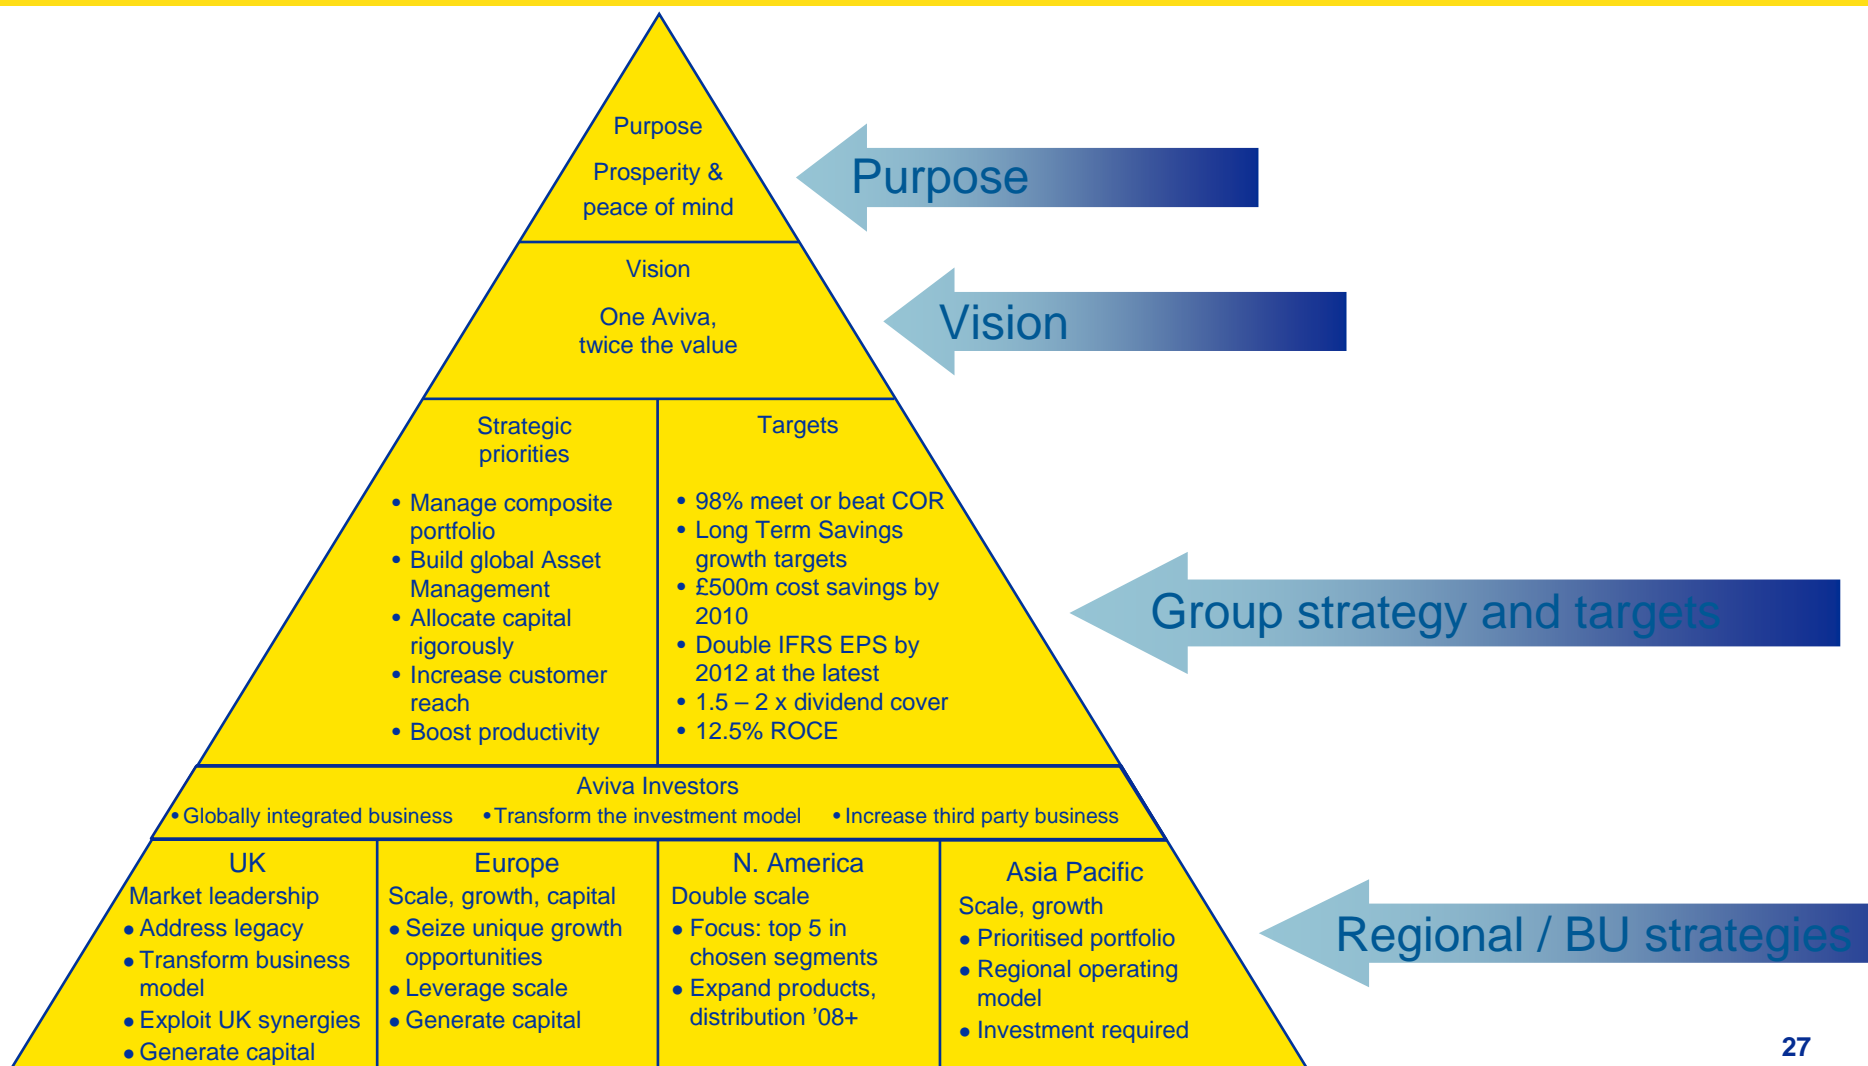 Purpose
Prosperity &
peace of mind
Purpose
Vision
One Aviva,
twice the value
Vision
Strategic
priorities
• Manage composite
portfolio
• Build global Asset
Management
• Allocate capital
rigorously
• Increase customer
reach
• Boost productivity
Targets
• 98% meet or beat COR
• Long Term Savings
growth targets
• £500m cost savings by
2010
• Double IFRS EPS by
2012 at the latest
• 1.5 – 2 x dividend cover
• 12.5% ROCE
Group strategy and targets
Aviva Investors
• Globally integrated business • Transform the investment model • Increase third party business
UK
Market leadership
• Address legacy
• Transform business
model
• Exploit UK synergies
• Generate capital
Europe
Scale, growth, capital
• Seize unique growth
opportunities
• Leverage scale
• Generate capital
N. America
Double scale
• Focus: top 5 in
chosen segments
• Expand products,
distribution ’08+
Asia Pacific
Scale, growth
• Prioritised portfolio
• Regional operating
model
• Investment required
Regional / BU strategies
27